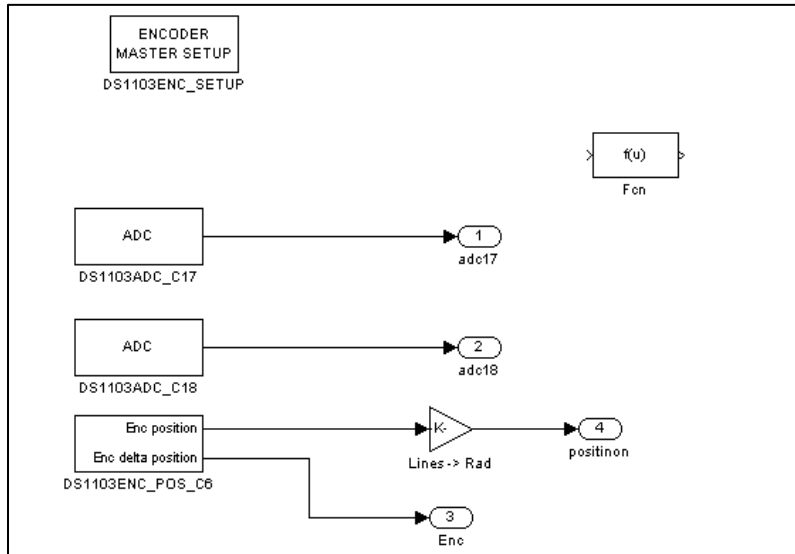 ENCODER
MASTER SETUP
DS1103ENC_SETUP
f(u)
Fcn
ADC
DS1103ADC_C17
1
adc17
ADC
DS1103ADC_C18
2
adc18
Enc position
Enc delta position
DS1103ENC_POS_C6
K-
Lines -> Rad
4
positinon
3
Enc